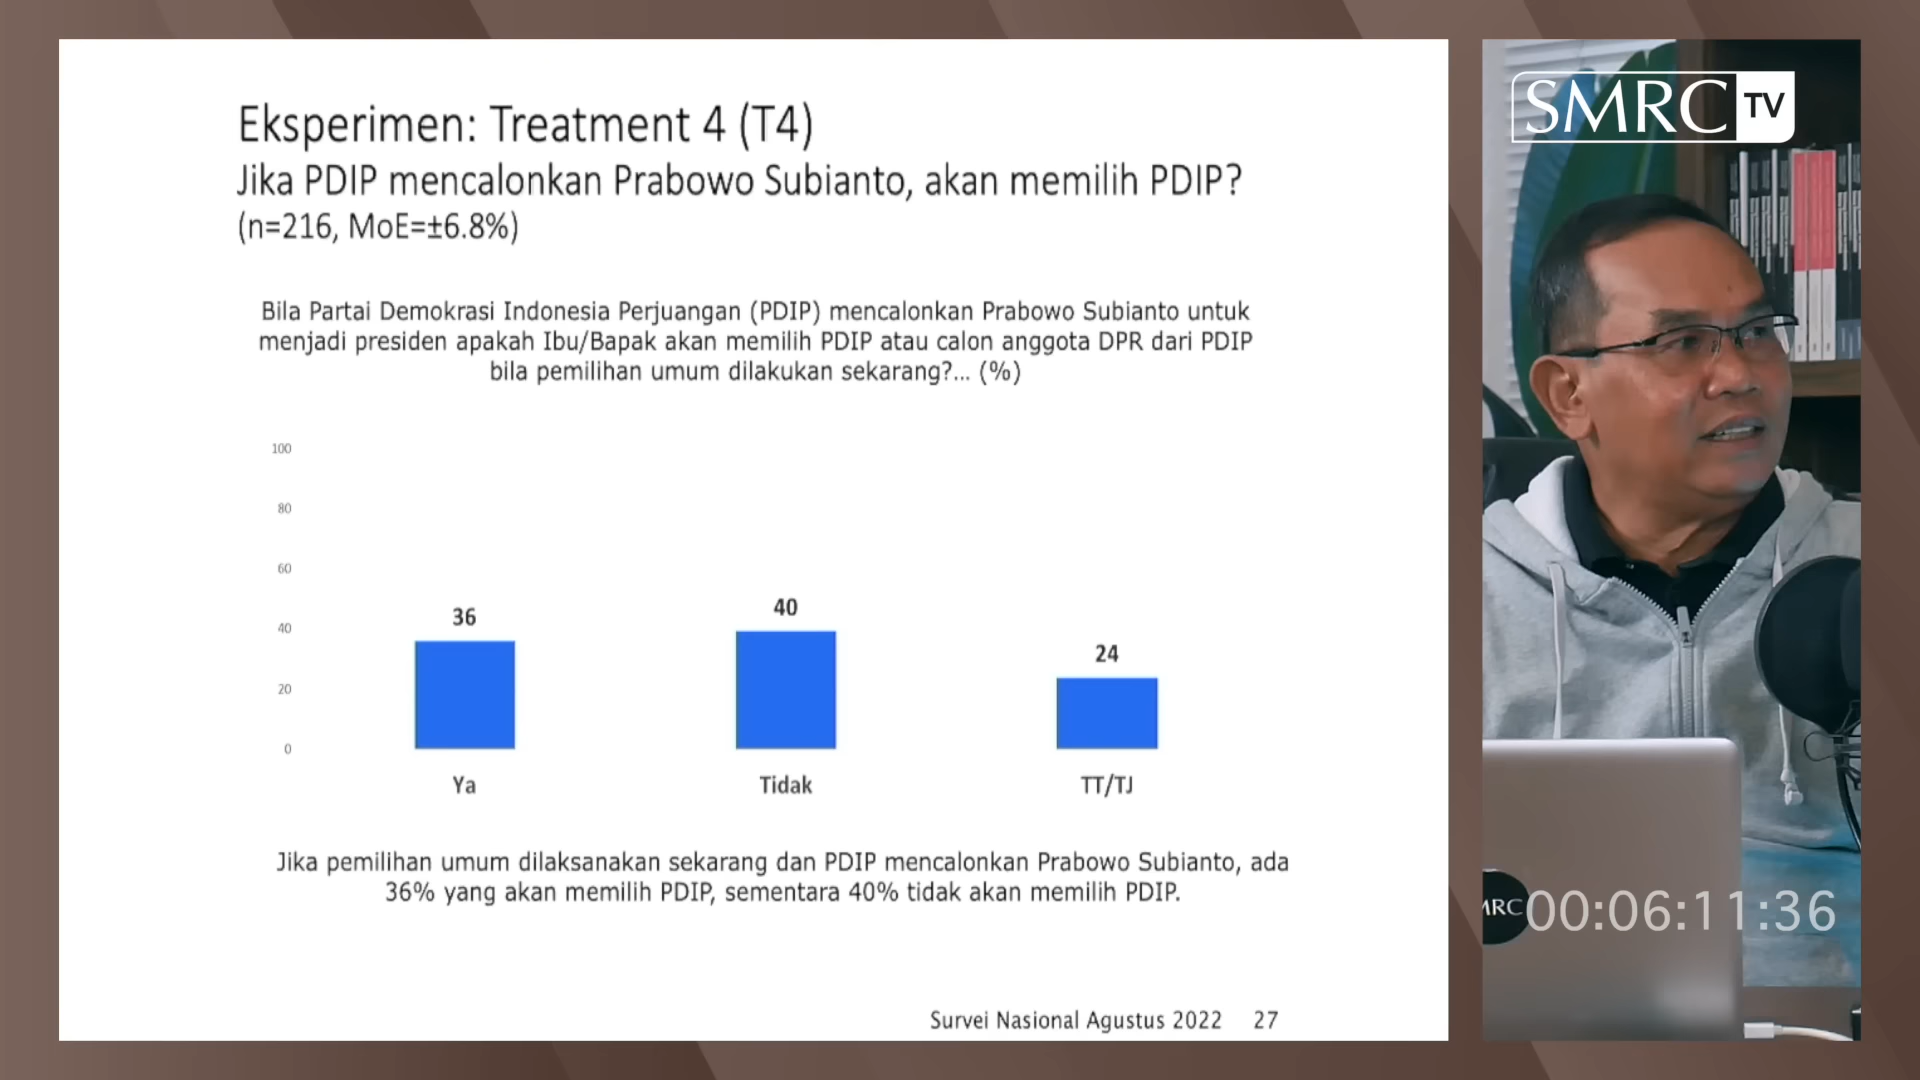 Eksperimen: Treatment 4 (T4)
Jika PDIP mencalonkan Prabowo Subianto, akan memilih PDIP?
(n=216, MoE=±6.8%)
Bila Partai Demokrasi Indonesia Perjuangan (PDIP) mencalonkan Prabowo Subianto untuk
menjadi presiden apakah Ibu/Bapak akan memilih PDIP atau calon anggota DPR dari PDIP
bila pemilihan umum dilakukan sekarang?... (%)
100
80
60
40
20
0
36
40
24
Ya
Tidak
TT/TJ
Jika pemilihan umum dilaksanakan sekarang dan PDIP mencalonkan Prabowo Subianto, ada
36% yang akan memilih PDIP, sementara 40% tidak akan memilih PDIP.
Survei Nasional Agustus 2022 27
SMRC TV
00:06:11:36